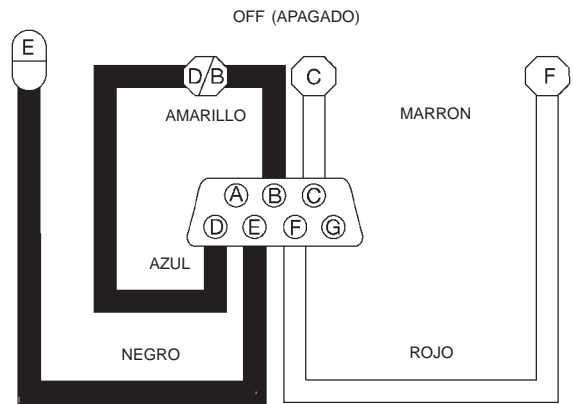 OFF (APAGADO)
E
D/B
C
F
AMARILLO
MARRON
A B C
D E F G
AZUL
NEGRO
ROJO